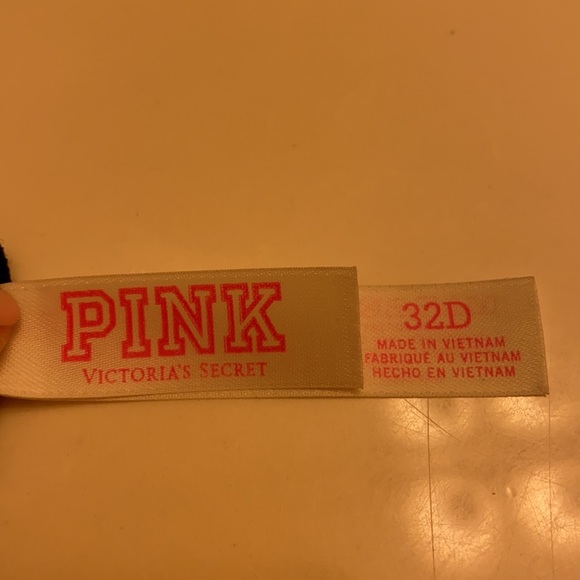 PINK
VICTORIA'S SECRET
32D
MADE IN VIETNAM
FABRIQUÉ AU VIETNAM
HECHO EN VIETNAM